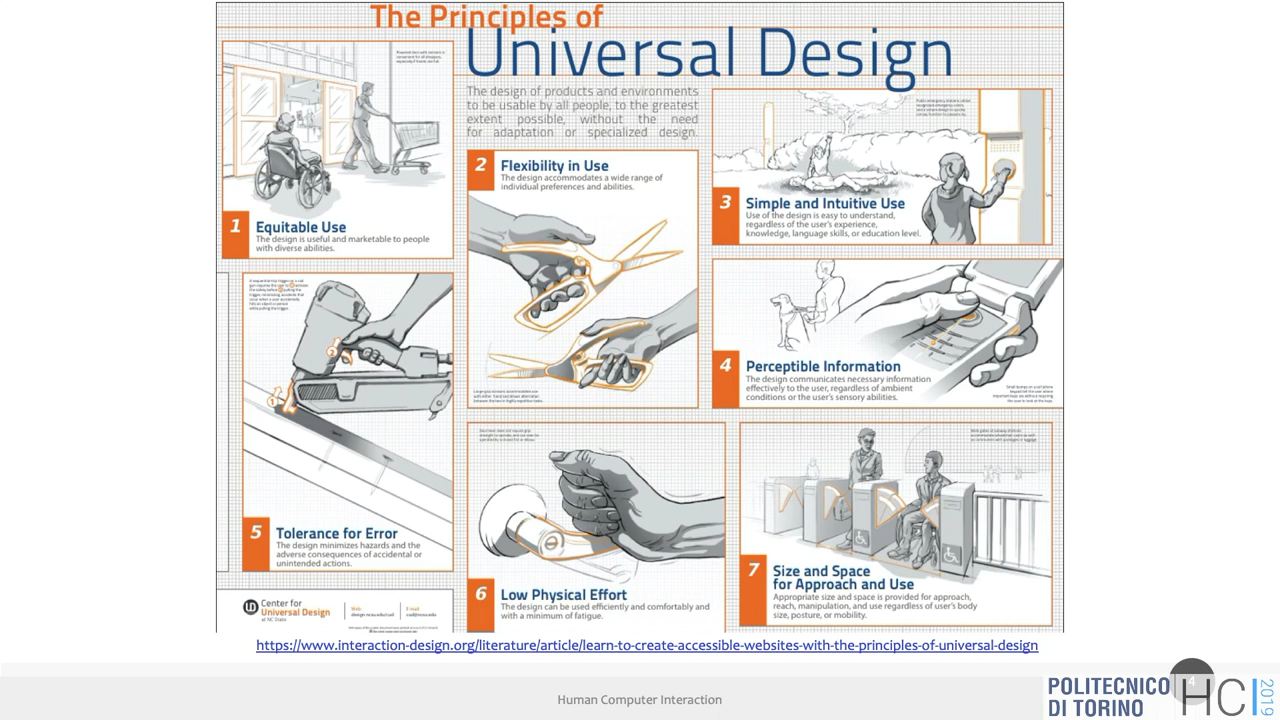 The Principles of
Universal Design
The design of products and environments
to be usable by all people, to the greatest
extent possible, without the need
for adaptation or specialized design.
1 Equitable Use
The design is useful and marketable to people
with diverse abilities.
2 Flexibility in Use
The design accommodates a wide range of
individual preferences and abilities.
3 Simple and Intuitive Use
Use of the design is easy to understand,
regardless of the user's experience,
knowledge, language skills, or education level.
4 Perceptible Information
The design communicates necessary information
effectively to the user, regardless of ambient
conditions or the user's sensory abilities.
5 Tolerance for Error
The design minimizes hazards and the
adverse consequences of accidental or
unintended actions.
6 Low Physical Effort
The design can be used efficiently and comfortably and
with a minimum of fatigue.
7 Size and Space
for Approach and Use
Appropriate size and space is provided for approach,
reach, manipulation, and use regardless of user's body
size, posture, or mobility.
Center for
Universal Design
at NC State
https://www.interaction-design.org/literature/article/learn-to-create-accessible-websites-with-the-principles-of-universal-design
Human Computer Interaction
POLITECNICO
DI TORINO
4
HCI
2019